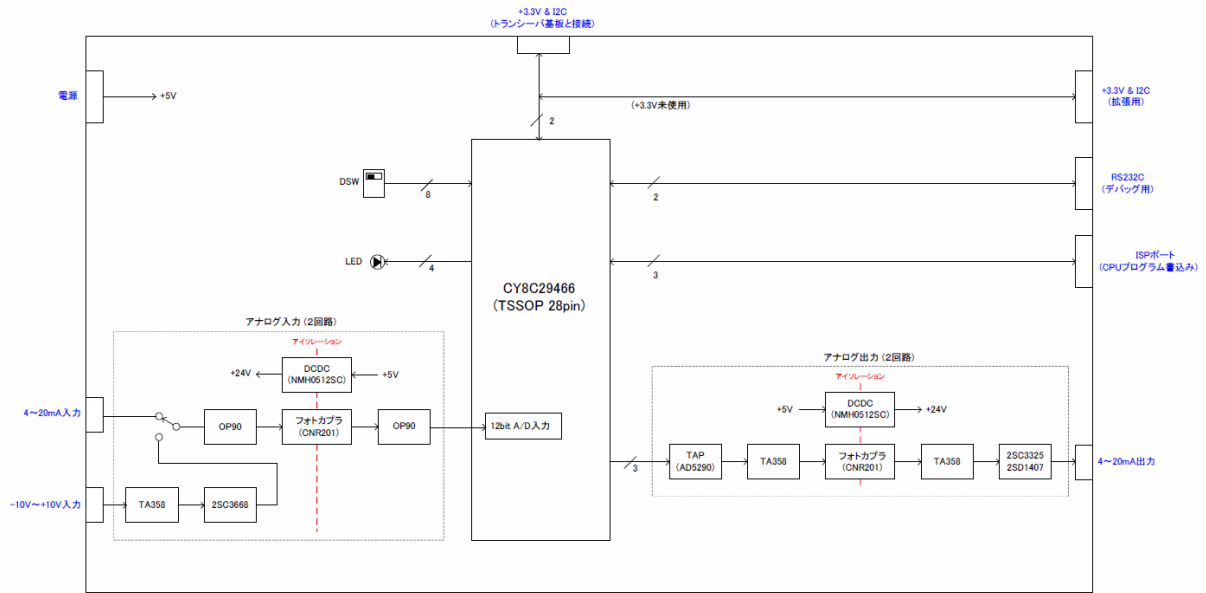 +3.3V & I2C
(トランシーバ基板と接続)
電源
+5V
(+3.3V未使用)
+3.3V & I2C
(拡張用)
2
DSW
8
2
RS232C
(デバッグ用)
LED
4
3
ISPポート
(CPUプログラム書込み)
CY8C29466
(TSSOP 28pin)
アナログ入力 (2回路)
アイソレーション
+24V
DCDC
(NMH0512SC)
+5V
4～20mA入力
OP90
フォトカプラ
(CNR201)
OP90
12bit A/D入力
-10V～+10V入力
TA358
2SC3668
アナログ出力 (2回路)
アイソレーション
+5V
DCDC
(NMH0512SC)
+24V
3
TAP
(AD5290)
TA358
フォトカプラ
(CNR201)
TA358
2SC3325
2SD1407
4～20mA出力